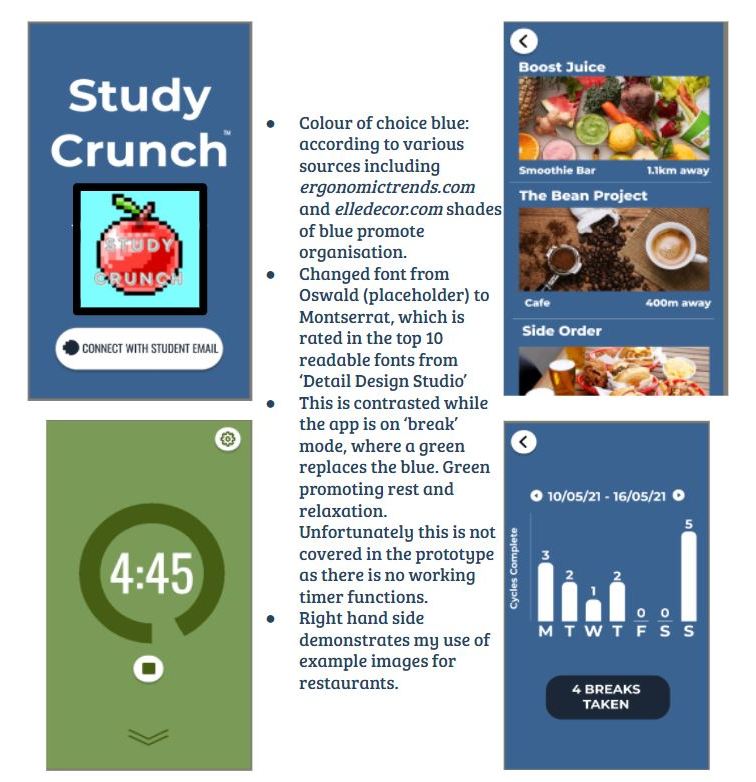 Study
Crunch™
STUDY
CRUNCH
CONNECT WITH STUDENT EMAIL
4:45
● Colour of choice blue:
according to various
sources including
ergonomictrends.com
and elledecor.com shades
of blue promote
organisation.
● Changed font from
Oswald (placeholder) to
Montserrat, which is
rated in the top 10
readable fonts from
‘Detail Design Studio’
● This is contrasted while
the app is on ‘break’
mode, where a green
replaces the blue. Green
promoting rest and
relaxation.
Unfortunately this is not
covered in the prototype
as there is no working
timer functions.
● Right hand side
demonstrates my use of
example images for
restaurants.
Boost Juice
Smoothie Bar 1.1km away
The Bean Project
Cafe 400m away
Side Order
10/05/21 - 16/05/21
Cycles Complete
3 2 1 2 0 0 5
M T W T F S S
4 BREAKS
TAKEN